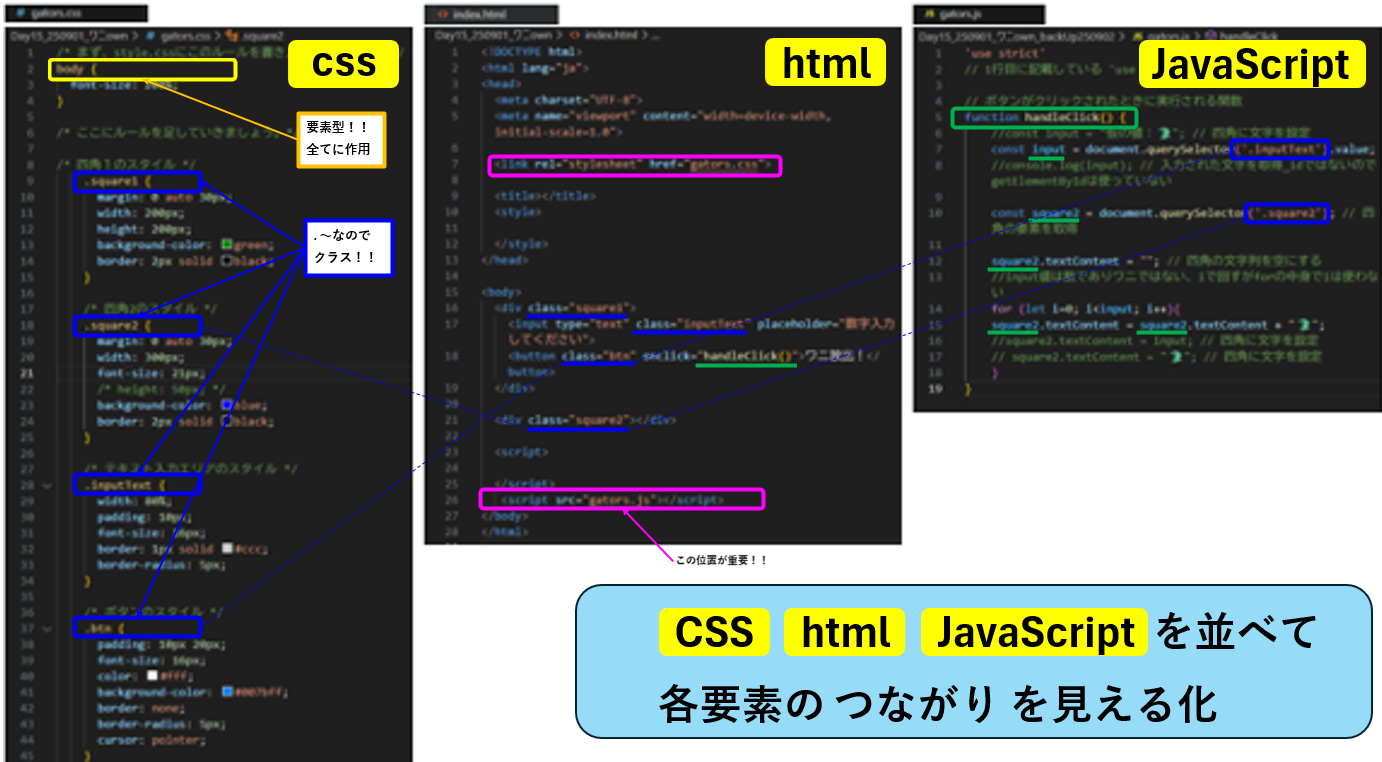 gators.css
Day15_250901_ワニown > gators.css > .square2
CSS
1 /* まず、style.cssにこのルールを書き
2 body {
3 font-size:
4 }
5
6 /* ここにルールを足していきましょう。 */
7
8 /* 四角１のスタイル */
9 .square1 {
10 margin: 0 auto 30px;
11 width: 200px;
12 height: 200px;
13 background-color: green;
14 border: 2px solid black;
15 }
16
17 /* 四角2のスタイル */
18 .square2 {
19 margin: 0 auto 30px;
20 width: 300px;
21 font-size: 21px;
22 /* height: 50px; */
23 background-color: blue;
24 border: 2px solid black;
25 }
26
27 /* テキスト入力エリアのスタイル */
28 .inputText {
29 width: 80%;
30 padding: 10px;
31 font-size: 16px;
32 border: 1px solid #ccc;
33 border-radius: 5px;
34 }
35
36 /* ボタンのスタイル */
37 .btn {
38 padding: 10px 20px;
39 font-size: 16px;
40 color: #fff;
41 background-color: #007bff;
42 border: none;
43 border-radius: 5px;
44 cursor: pointer;
45 }
要素型！！
全てに作用
.～なので
クラス！！
index.html
Day15_250901_ワニown > index.html > ...
html
1 <!DOCTYPE html>
2 <html lang="ja">
3 <head>
4 <meta charset="UTF-8">
5 <meta name="viewport" content="width=device-width,
initial-scale=1.0">
6
7 <link rel="stylesheet" href="gators.css">
8
9 <title></title>
10 <style>
11
12 </style>
13 </head>
14
15 <body>
16 <div class="square1">
17 <input type="text" class="inputText" placeholder="数字入力
してください">
18 <button class="btn" onclick="handleClick()">ワニ脱出！</
button>
19 </div>
20
21 <div class="square2"></div>
22
23 <script>
24
25 </script>
26 <script src="gators.js"></script>
27 </body>
28 </html>
この位置が重要！！
gators.js
Day15_250901_ワニown_backUp250902 > gators.js > handleClick
JavaScript
1 'use strict'
2 // 1行目に記載している 'use
3
4 // ボタンがクリックされたときに実行される関数
5 function handleClick() {
6 //const input = "； // 四角に文字を設定
7 const input = document.querySelector(".inputText").value;
8 //console.log(input); // 入力された文字を取得_idではないので
getElementByIdは使っていない
9
10 const square2 = document.querySelector(".square2"); // 四
角の要素を取得
11
12 square2.textContent = ""; // 四角の文字列を空にする
13 //input値は数でありワニではない、iで回すがforの中身でiは使わな
い
14 for (let i=0; i<input; i++){
15 square2.textContent = square2.textContent + "🐊";
16 //square2.textContent = input; // 四角に文字を設定
17 // square2.textContent = "🐊"; // 四角に文字を設定
18 }
19 }
CSS html JavaScript を並べて
各要素の つながり を見える化